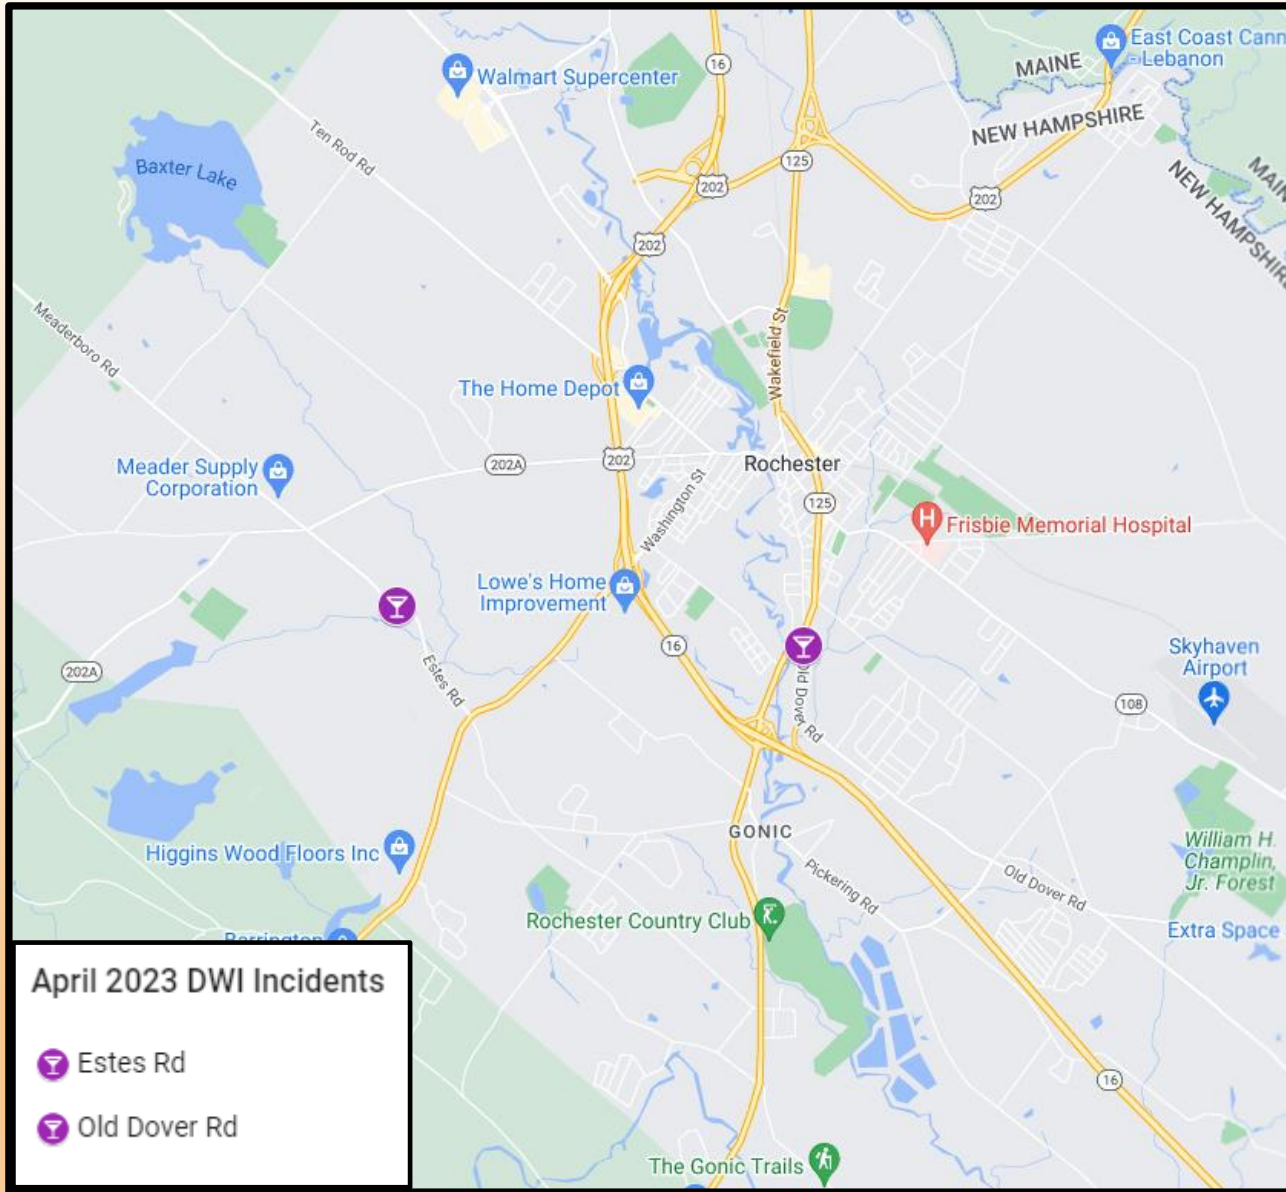 16
Walmart Supercenter
East Coast Cann
- Lebanon
MAINE
NEW HAMPSHIRE
Ten Rod Rd
125
202
Baxter Lake
202
MAIN
NEW HAMPSHIRE
202
Meaderboro Rd
Wakefield St
The Home Depot
Meader Supply
Corporation
202A
202
Rochester
Washington St
125
H
Frisbie Memorial Hospital
Lowe's Home
Improvement
16
Skyhaven
Airport
202A
Estes Rd
Old Dover Rd
108
GONIC
Higgins Wood Floors Inc
William H.
Champlin,
Jr. Forest
Pickering Rd
Old Dover Rd
Rochester Country Club
Extra Space
Barrington
April 2023 DWI Incidents
Estes Rd
Old Dover Rd
16
The Gonic Trails